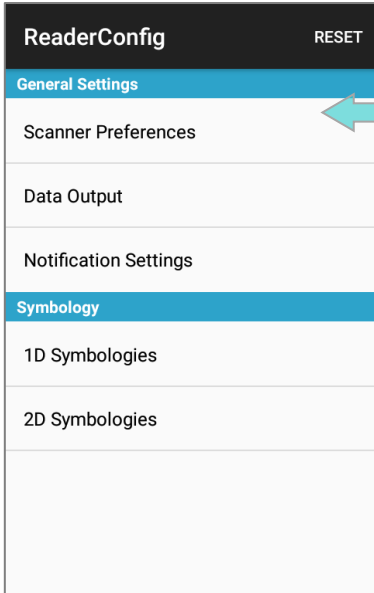 ReaderConfig RESET
General Settings
Scanner Preferences
Data Output
Notification Settings
Symbology
1D Symbologies
2D Symbologies